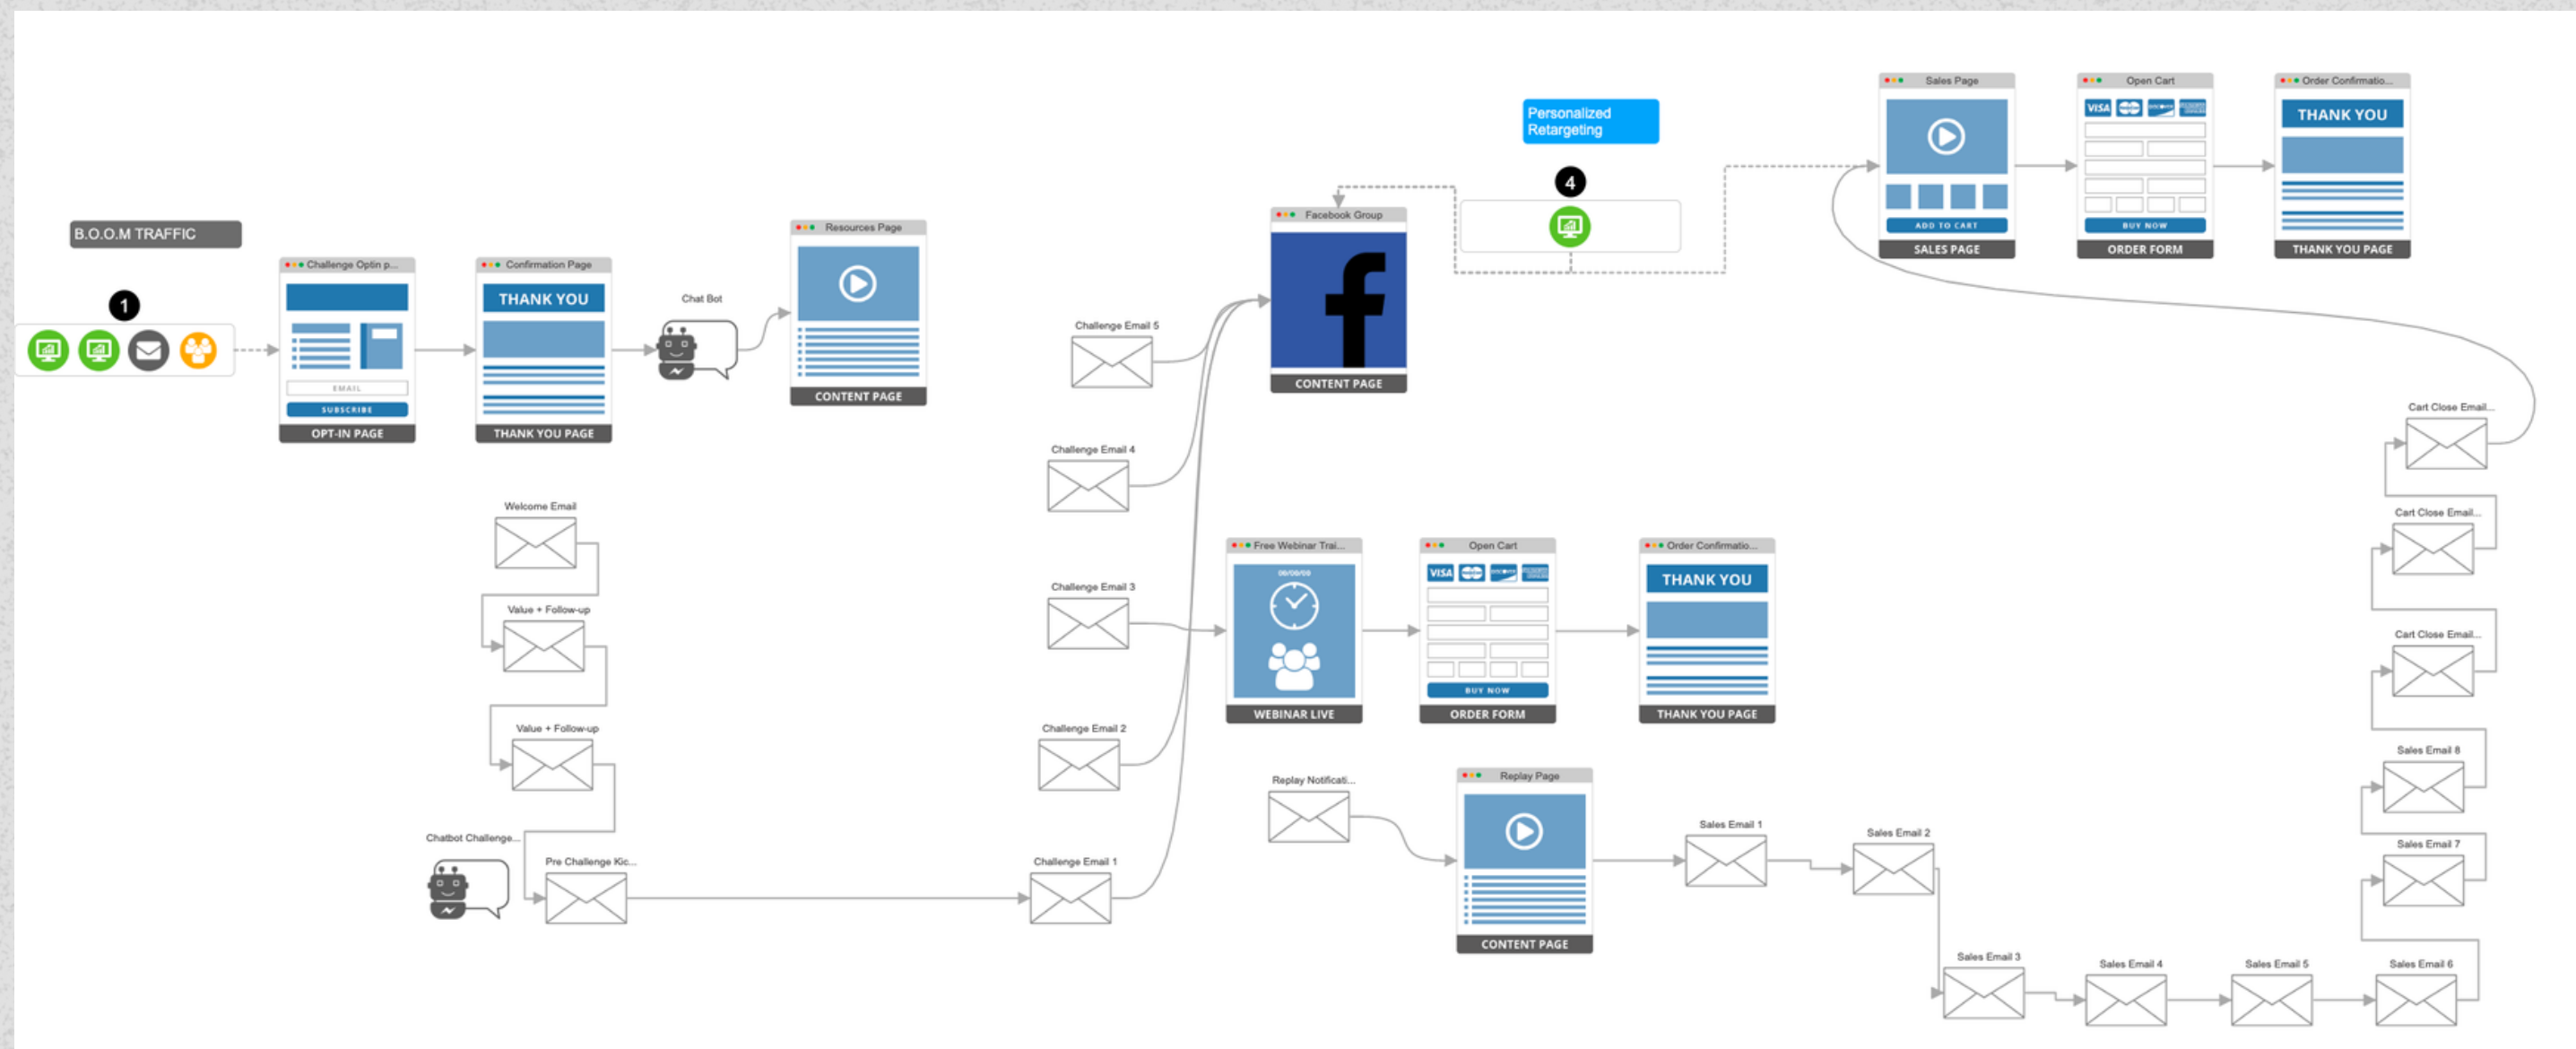 B.O.O.M TRAFFIC
1
Challenge Optin p...
EMAIL
SUBSCRIBE
OPT-IN PAGE
Confirmation Page
THANK YOU
THANK YOU PAGE
Chat Bot
Resources Page
CONTENT PAGE
Welcome Email
Value + Follow-up
Value + Follow-up
Chatbot Challenge...
Pre Challenge Kic...
Challenge Email 5
Challenge Email 4
Challenge Email 3
Challenge Email 2
Challenge Email 1
Facebook Group
f
CONTENT PAGE
Personalized
Retargeting
4
Sales Page
ADD TO CART
SALES PAGE
Open Cart
VISA
DISCOVER
BUY NOW
ORDER FORM
Order Confirmatio...
THANK YOU
THANK YOU PAGE
Free Webinar Trai...
00/00/00
WEBINAR LIVE
Open Cart
VISA
DISCOVER
BUY NOW
ORDER FORM
Order Confirmatio...
THANK YOU
THANK YOU PAGE
Replay Notificati...
Replay Page
CONTENT PAGE
Sales Email 1
Sales Email 2
Sales Email 3
Sales Email 4
Sales Email 5
Sales Email 6
Sales Email 7
Sales Email 8
Cart Close Email...
Cart Close Email...
Cart Close Email...